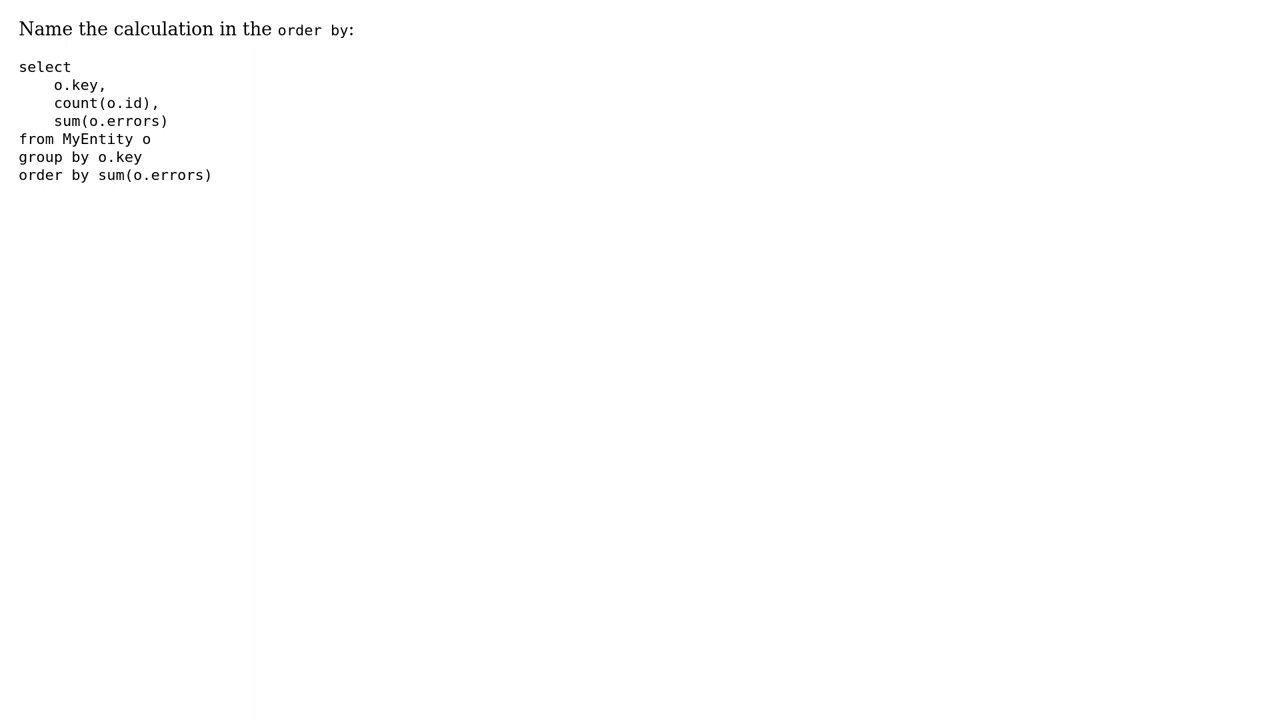 Name the calculation in the order by:
select
    o.key,
    count(o.id),
    sum(o.errors)
from MyEntity o
group by o.key
order by sum(o.errors)